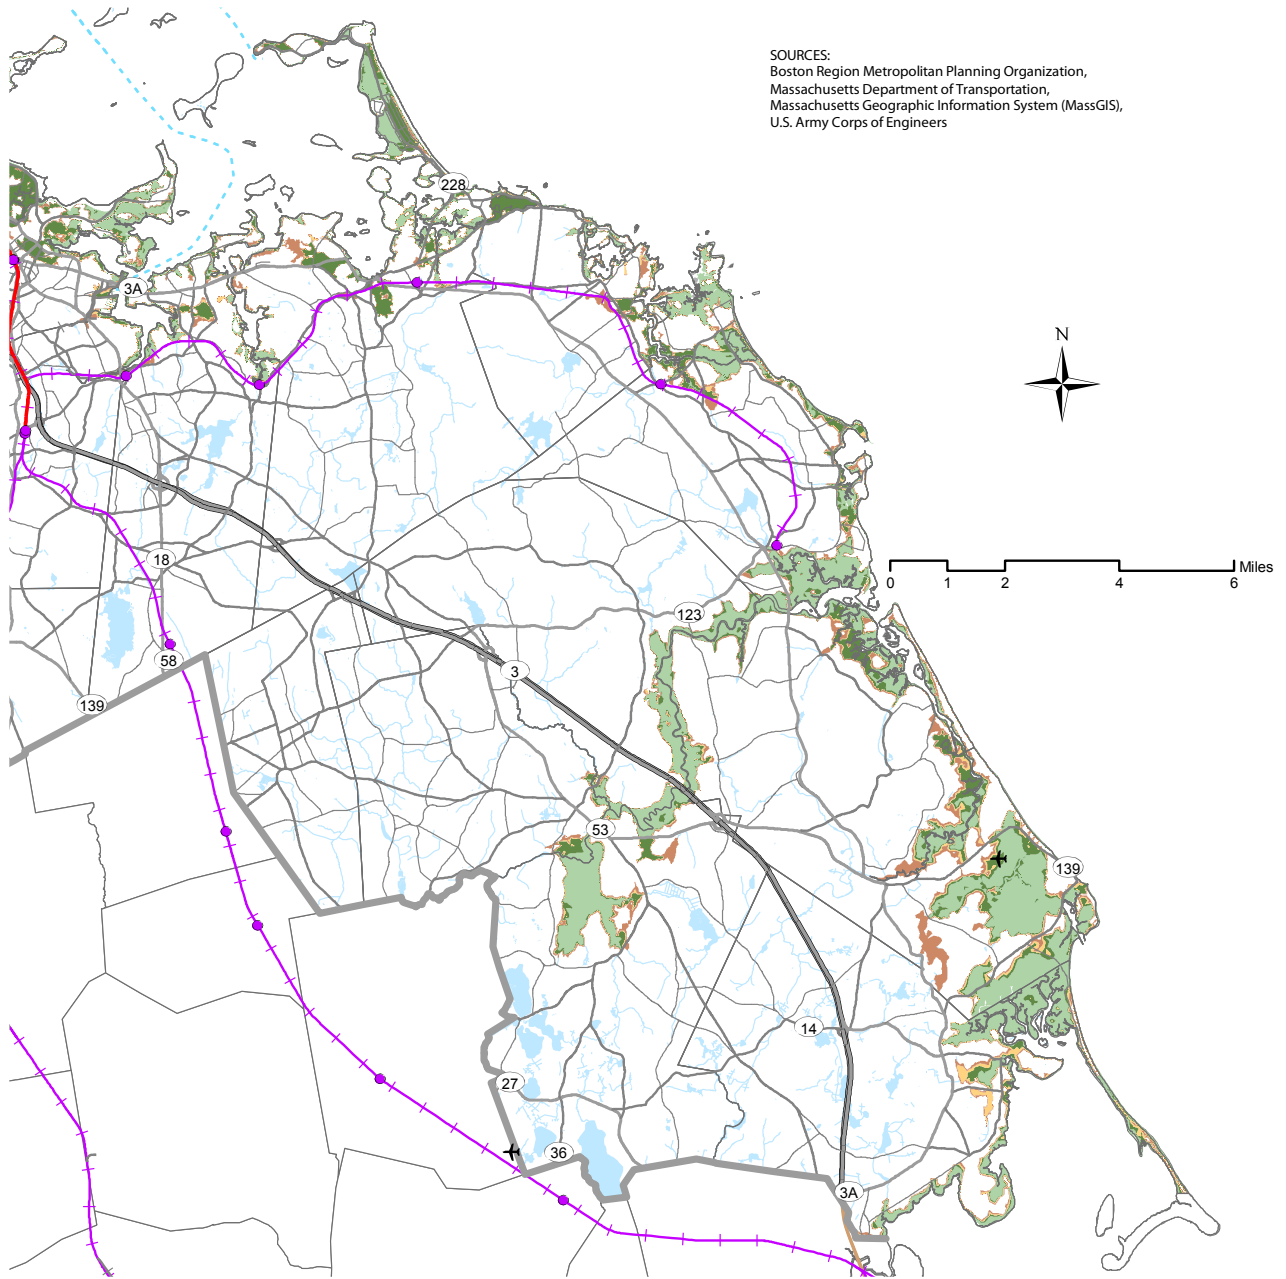 SOURCES:
Boston Region Metropolitan Planning Organization,
Massachusetts Department of Transportation,
Massachusetts Geographic Information System (MassGIS),
U.S. Army Corps of Engineers
228
3A
N
Miles
0 1 2 4 6
18
123
58
3
139
53
139
14
27
36
3A